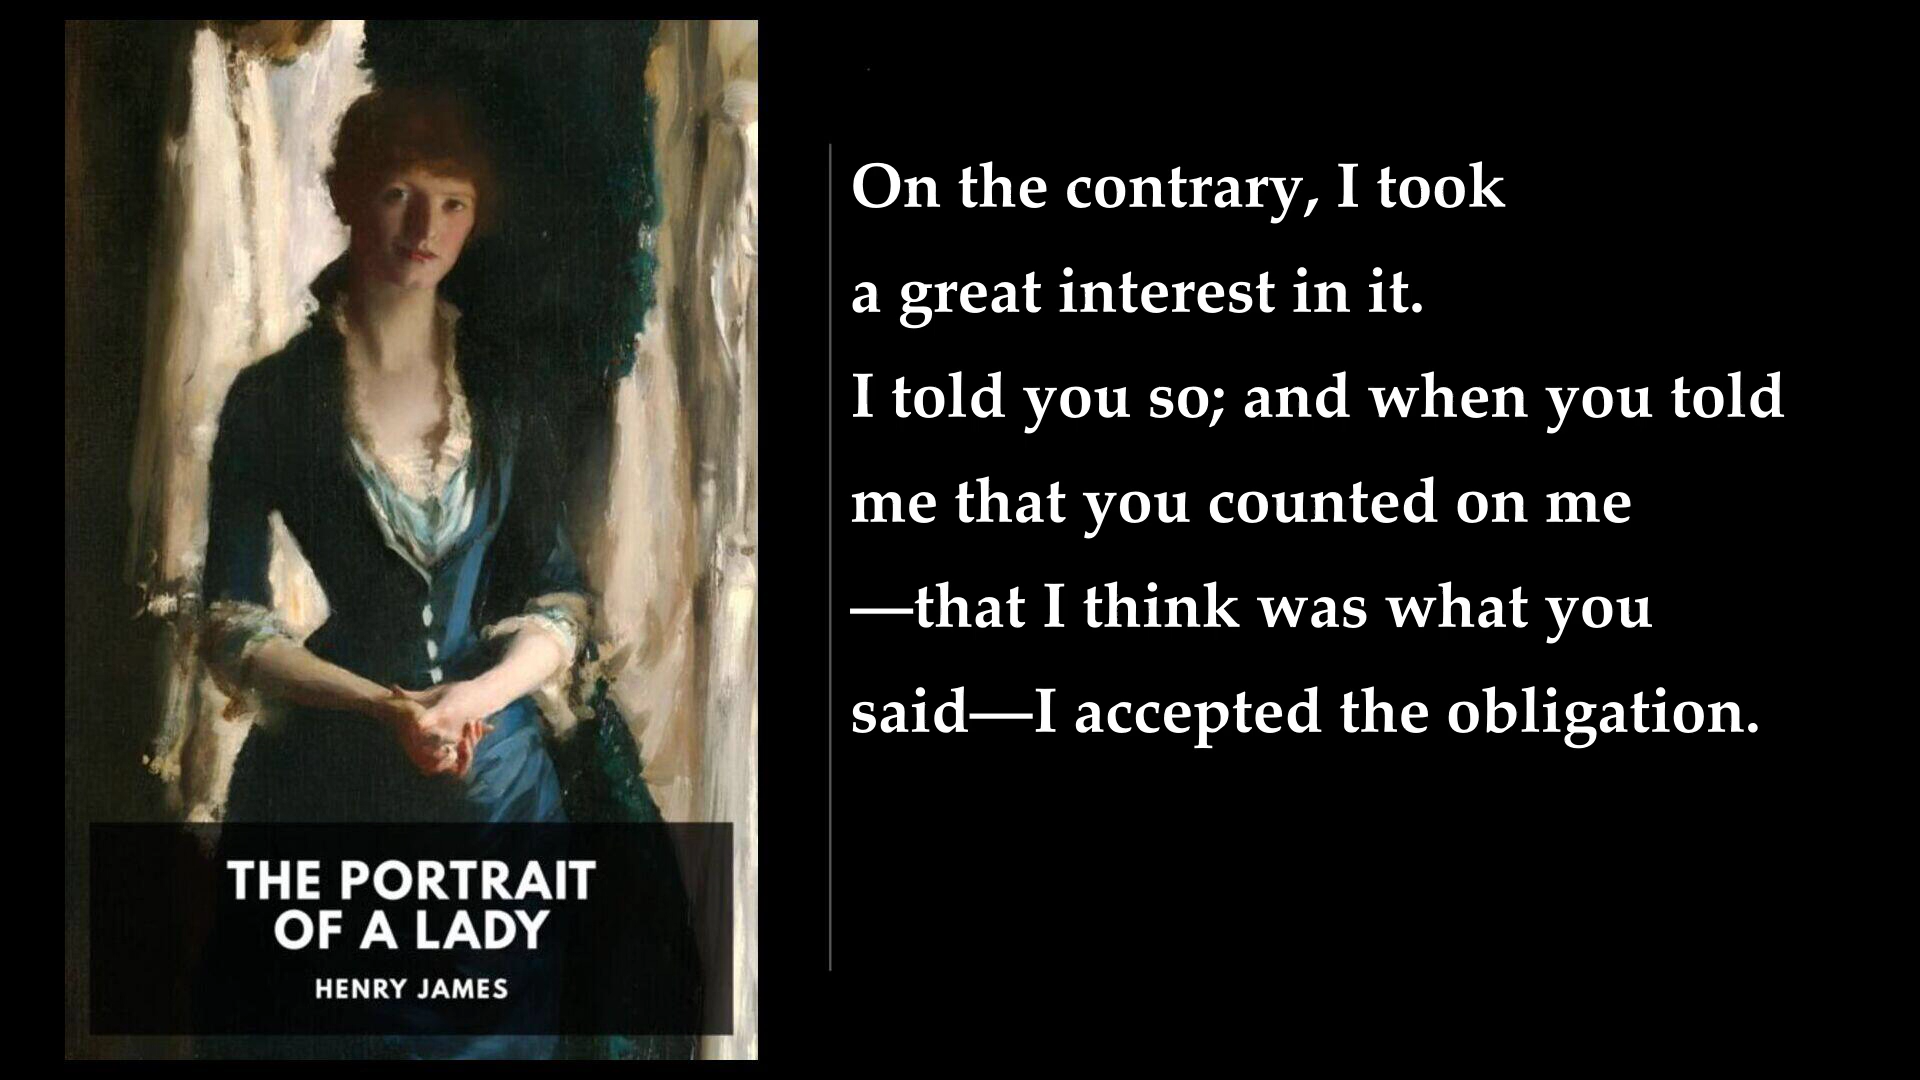 On the contrary, I took
a great interest in it.
I told you so; and when you told
me that you counted on me
—that I think was what you
said—I accepted the obligation.
THE PORTRAIT
OF A LADY
HENRY JAMES